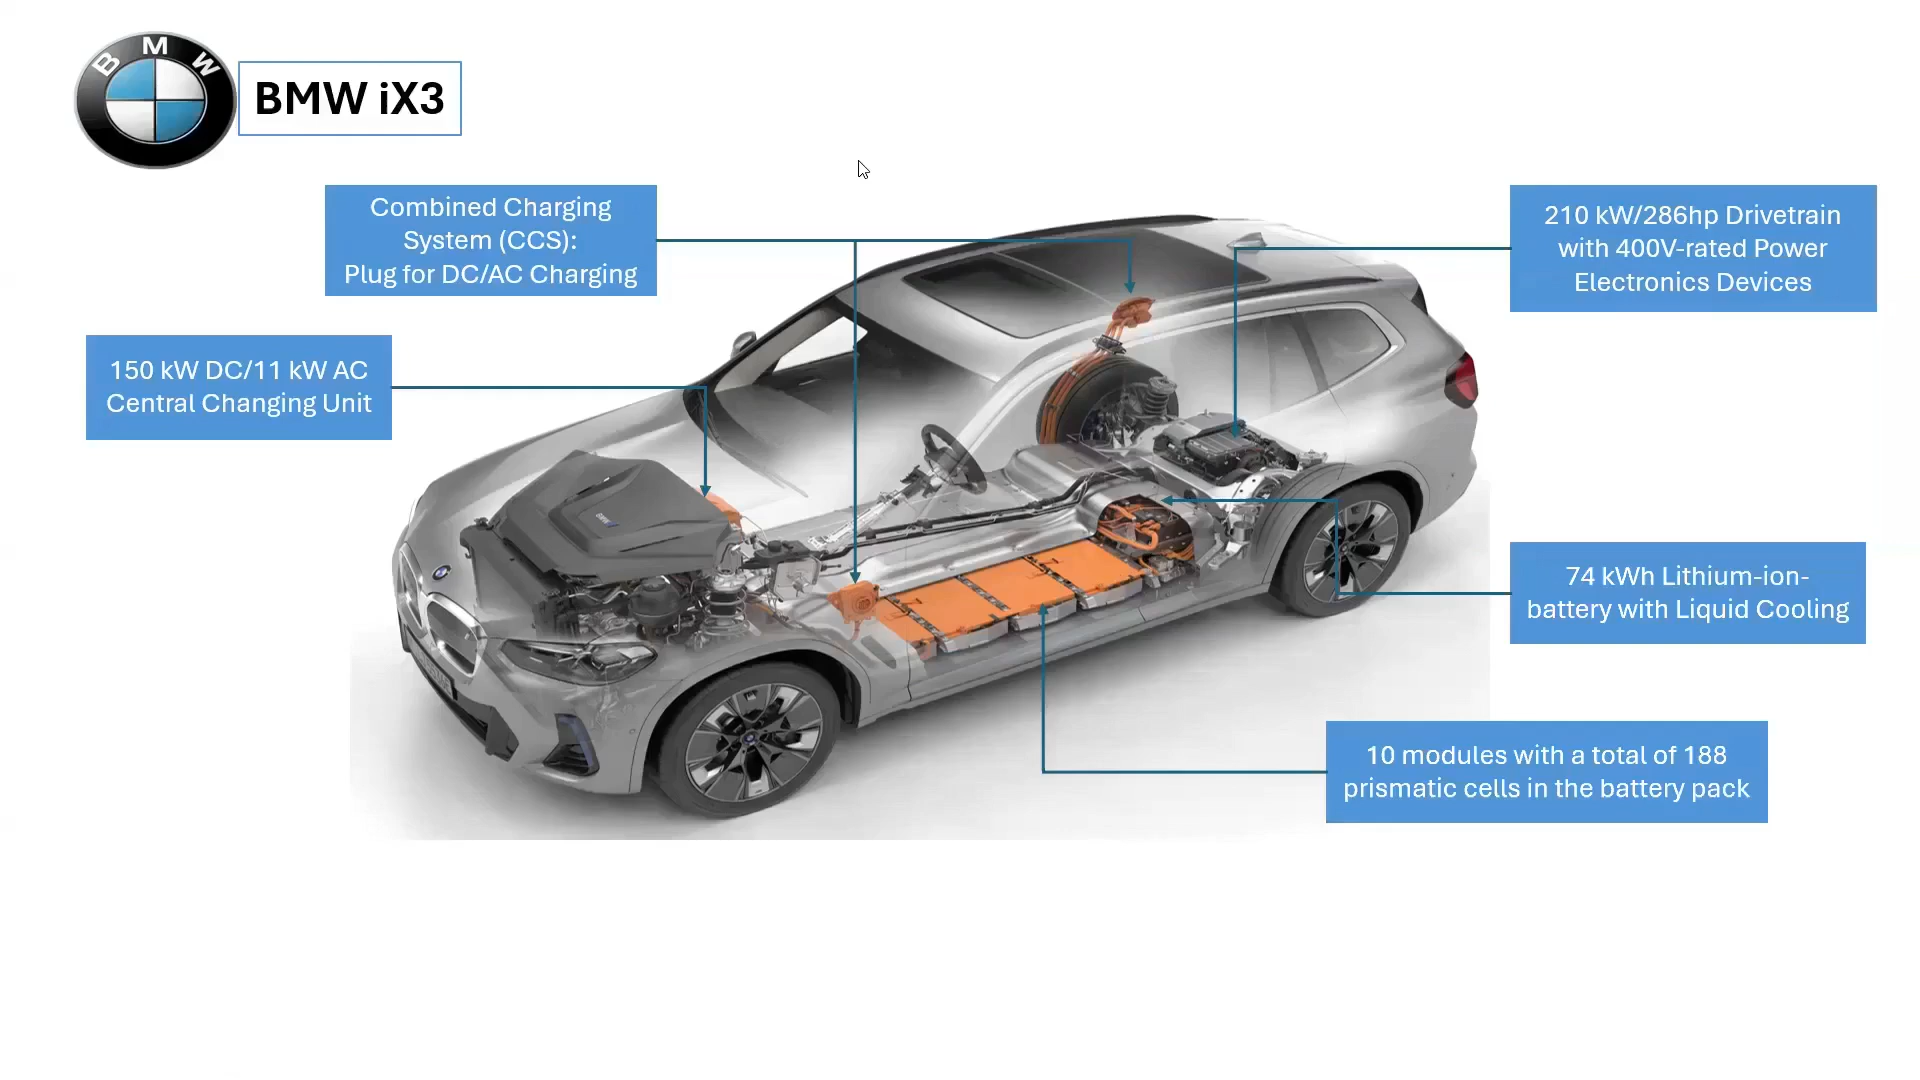 B M W
BMW iX3
Combined Charging
System (CCS):
Plug for DC/AC Charging
210 kW/286hp Drivetrain
with 400V-rated Power
Electronics Devices
150 kW DC/11 kW AC
Central Changing Unit
74 kWh Lithium-ion-
battery with Liquid Cooling
10 modules with a total of 188
prismatic cells in the battery pack